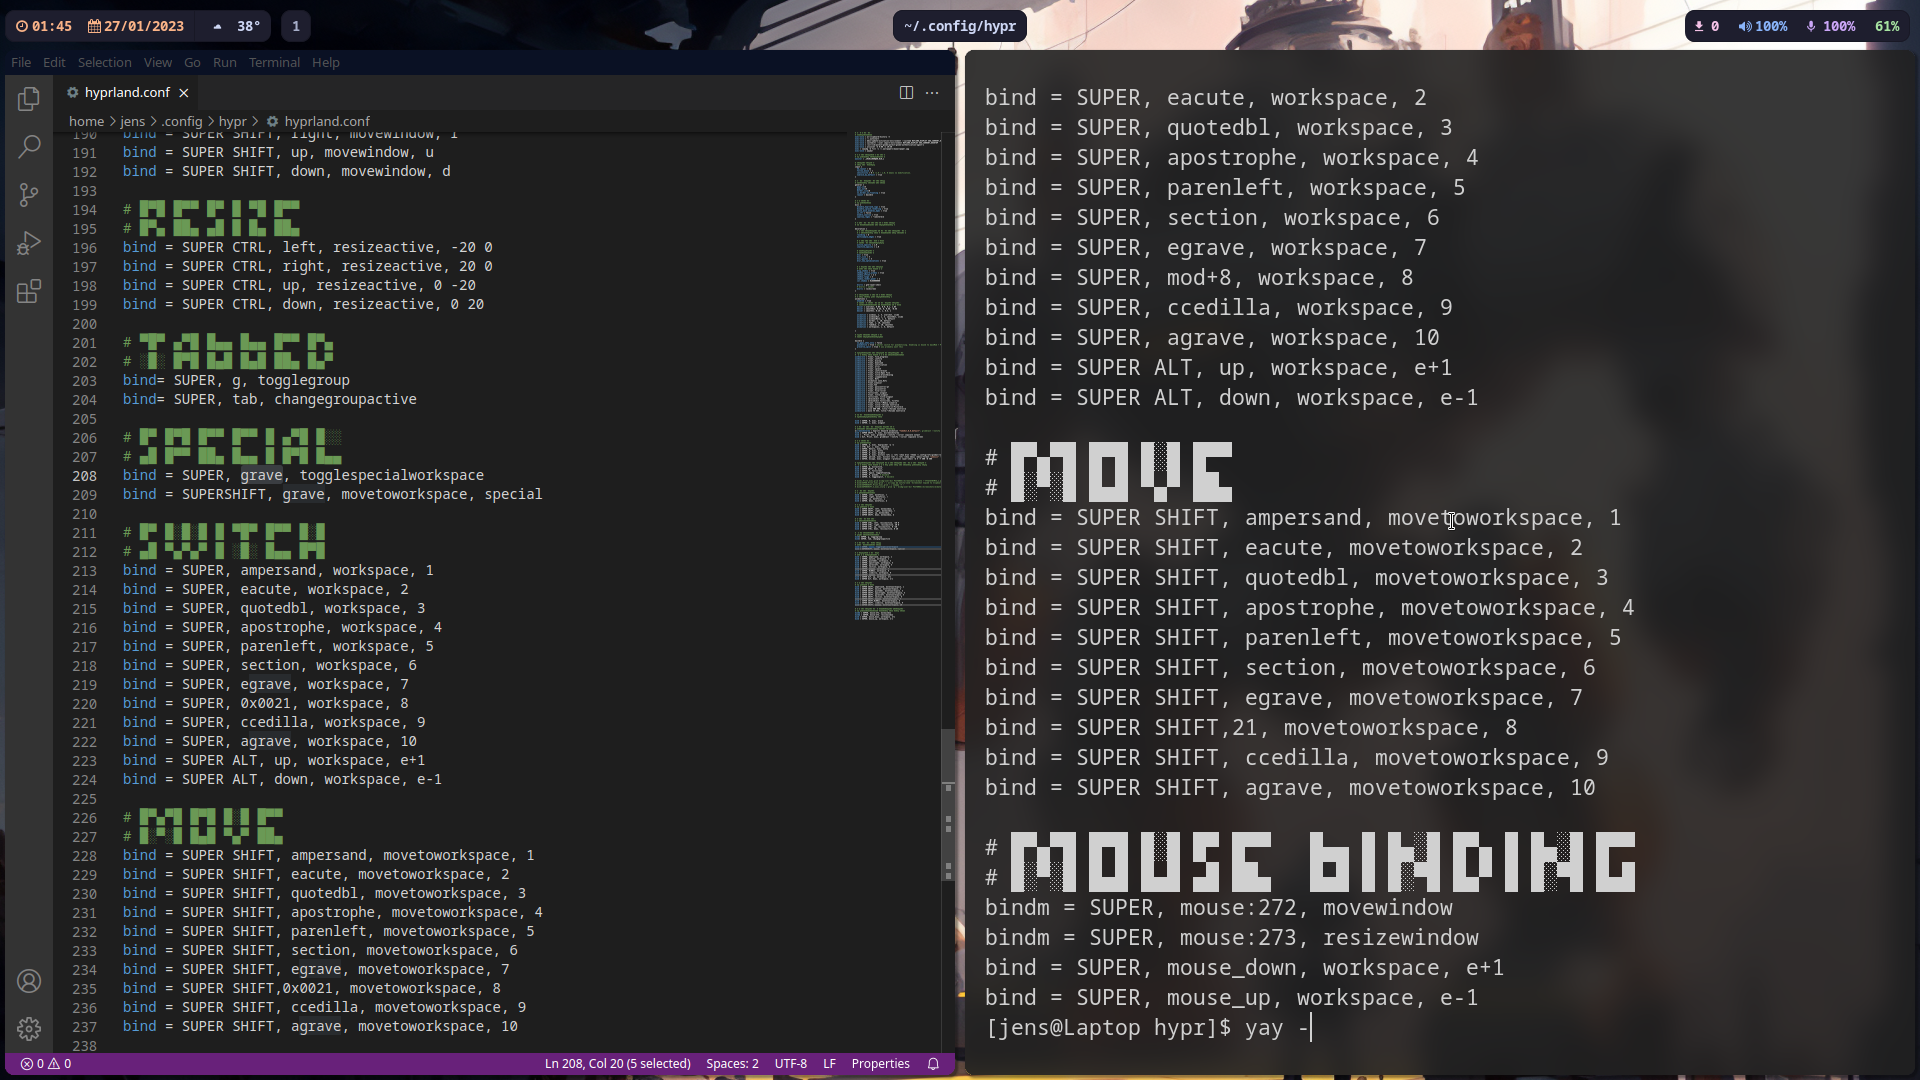 01:45 27/01/2023 38° 1
~/.config/hypr
0 100% 100% 61%
File Edit Selection View Go Run Terminal Help
hyprland.conf
home > jens > .config > hypr > hyprland.conf
190 bind = SUPER SHIFT, right, movewindow, r
191 bind = SUPER SHIFT, up, movewindow, u
192 bind = SUPER SHIFT, down, movewindow, d
193
194 # RESIZE
195 #
196 bind = SUPER CTRL, left, resizeactive, -20 0
197 bind = SUPER CTRL, right, resizeactive, 20 0
198 bind = SUPER CTRL, up, resizeactive, 0 -20
199 bind = SUPER CTRL, down, resizeactive, 0 20
200
201 # TABBED
202 #
203 bind= SUPER, g, togglegroup
204 bind= SUPER, tab, changegroupactive
205
206 # SPECIAL
207 #
208 bind = SUPER, grave, togglespecialworkspace
209 bind = SUPERSHIFT, grave, movetoworkspace, special
210
211 # SWITCH
212 #
213 bind = SUPER, ampersand, workspace, 1
214 bind = SUPER, eacute, workspace, 2
215 bind = SUPER, quotedbl, workspace, 3
216 bind = SUPER, apostrophe, workspace, 4
217 bind = SUPER, parenleft, workspace, 5
218 bind = SUPER, section, workspace, 6
219 bind = SUPER, egrave, workspace, 7
220 bind = SUPER, 0x0021, workspace, 8
221 bind = SUPER, ccedilla, workspace, 9
222 bind = SUPER, agrave, workspace, 10
223 bind = SUPER ALT, up, workspace, e+1
224 bind = SUPER ALT, down, workspace, e-1
225
226 # MOVE
227 #
228 bind = SUPER SHIFT, ampersand, movetoworkspace, 1
229 bind = SUPER SHIFT, eacute, movetoworkspace, 2
230 bind = SUPER SHIFT, quotedbl, movetoworkspace, 3
231 bind = SUPER SHIFT, apostrophe, movetoworkspace, 4
232 bind = SUPER SHIFT, parenleft, movetoworkspace, 5
233 bind = SUPER SHIFT, section, movetoworkspace, 6
234 bind = SUPER SHIFT, egrave, movetoworkspace, 7
235 bind = SUPER SHIFT,0x0021, movetoworkspace, 8
236 bind = SUPER SHIFT, ccedilla, movetoworkspace, 9
237 bind = SUPER SHIFT, agrave, movetoworkspace, 10
238
0 0 Ln 208, Col 20 (5 selected) Spaces: 2 UTF-8 LF Properties
bind = SUPER, eacute, workspace, 2
bind = SUPER, quotedbl, workspace, 3
bind = SUPER, apostrophe, workspace, 4
bind = SUPER, parenleft, workspace, 5
bind = SUPER, section, workspace, 6
bind = SUPER, egrave, workspace, 7
bind = SUPER, mod+8, workspace, 8
bind = SUPER, ccedilla, workspace, 9
bind = SUPER, agrave, workspace, 10
bind = SUPER ALT, up, workspace, e+1
bind = SUPER ALT, down, workspace, e-1
# MOVE
#
bind = SUPER SHIFT, ampersand, movetoworkspace, 1
bind = SUPER SHIFT, eacute, movetoworkspace, 2
bind = SUPER SHIFT, quotedbl, movetoworkspace, 3
bind = SUPER SHIFT, apostrophe, movetoworkspace, 4
bind = SUPER SHIFT, parenleft, movetoworkspace, 5
bind = SUPER SHIFT, section, movetoworkspace, 6
bind = SUPER SHIFT, egrave, movetoworkspace, 7
bind = SUPER SHIFT,21, movetoworkspace, 8
bind = SUPER SHIFT, ccedilla, movetoworkspace, 9
bind = SUPER SHIFT, agrave, movetoworkspace, 10
# MOUSE BINDING
#
bindm = SUPER, mouse:272, movewindow
bindm = SUPER, mouse:273, resizewindow
bind = SUPER, mouse_down, workspace, e+1
bind = SUPER, mouse_up, workspace, e-1
[jens@Laptop hypr]$ yay -